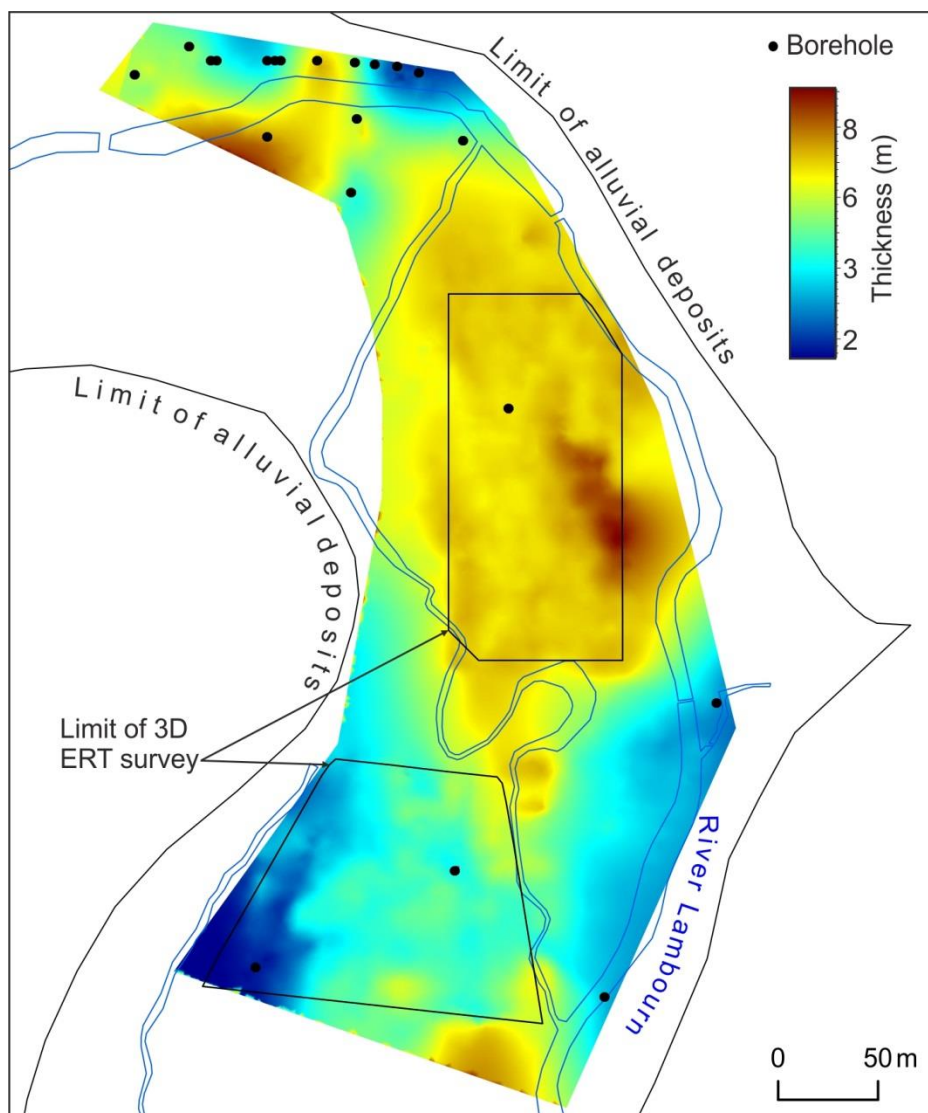 Borehole
Limit of alluvial deposits
8
6
3
2
Thickness (m)
Limit of alluvial deposits
Limit of 3D
ERT survey
River Lambourn
0 50 m